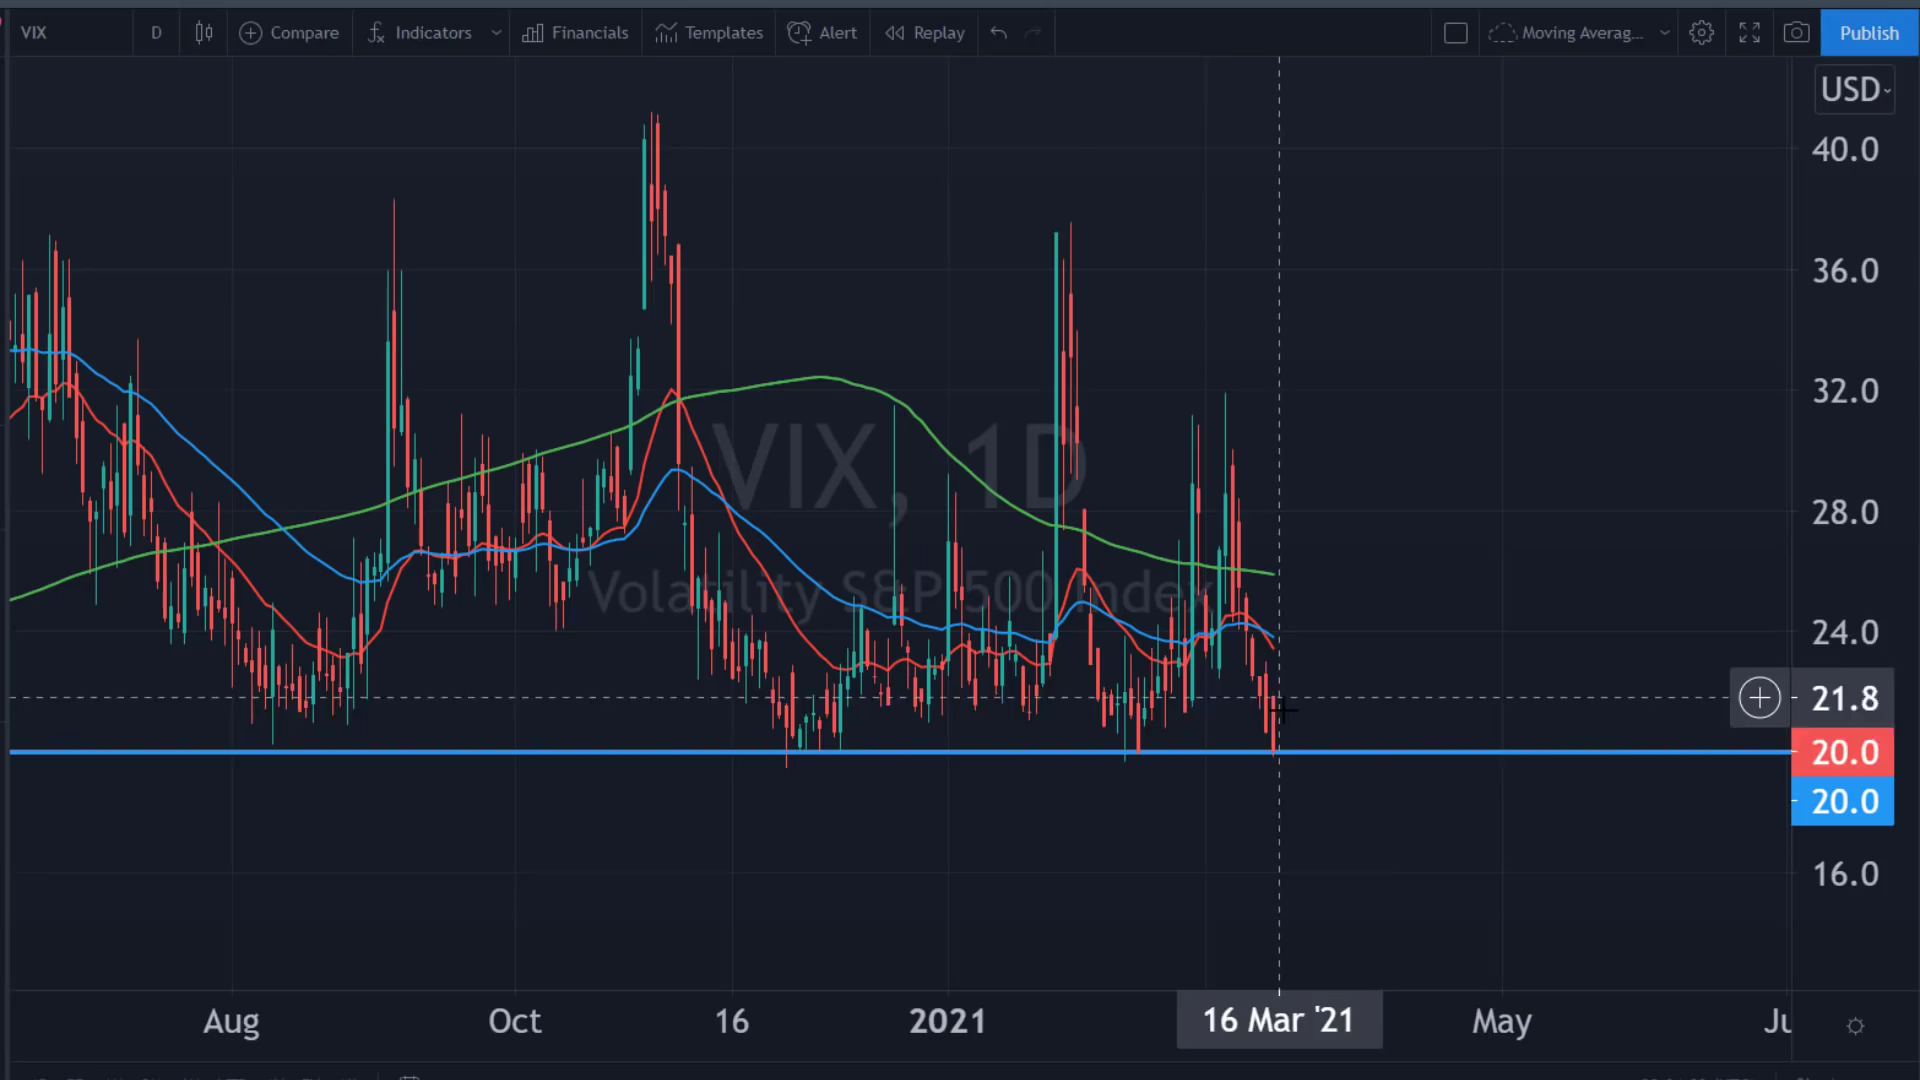 VIX D Compare Indicators Financials Templates Alert Replay Moving Averag... Publish
USD
40.0
36.0
32.0
VIX, 1D
28.0
Volatility S&P 500 Index
24.0
21.8
20.0
20.0
16.0
Aug Oct 16 2021 16 Mar '21 May Ju